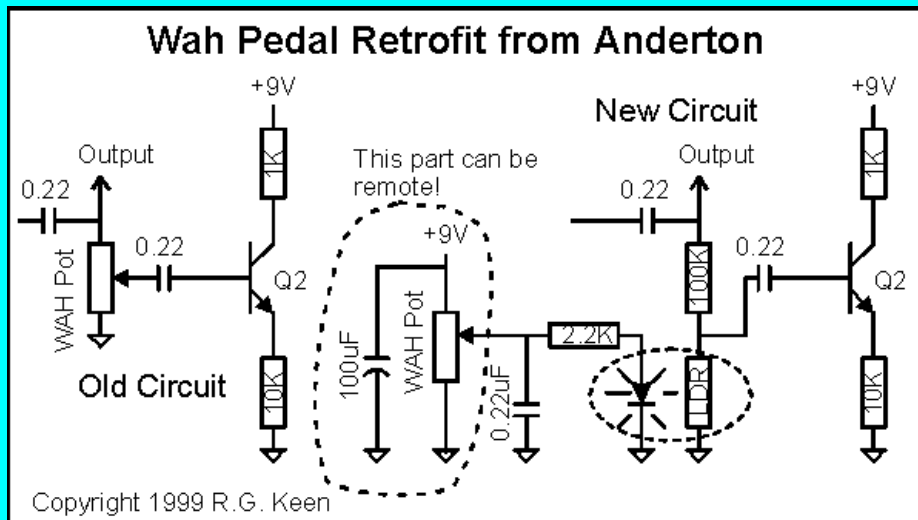 Wah Pedal Retrofit from Anderton
+9V
1K
Output
0.22
WAH Pot
0.22
Q2
10K
Old Circuit
This part can be
remote!
+9V
100uF
WAH Pot
0.22uF
2.2K
New Circuit
Output
0.22
100K
LDR
0.22
+9V
1K
Q2
10K
Copyright 1999 R.G. Keen